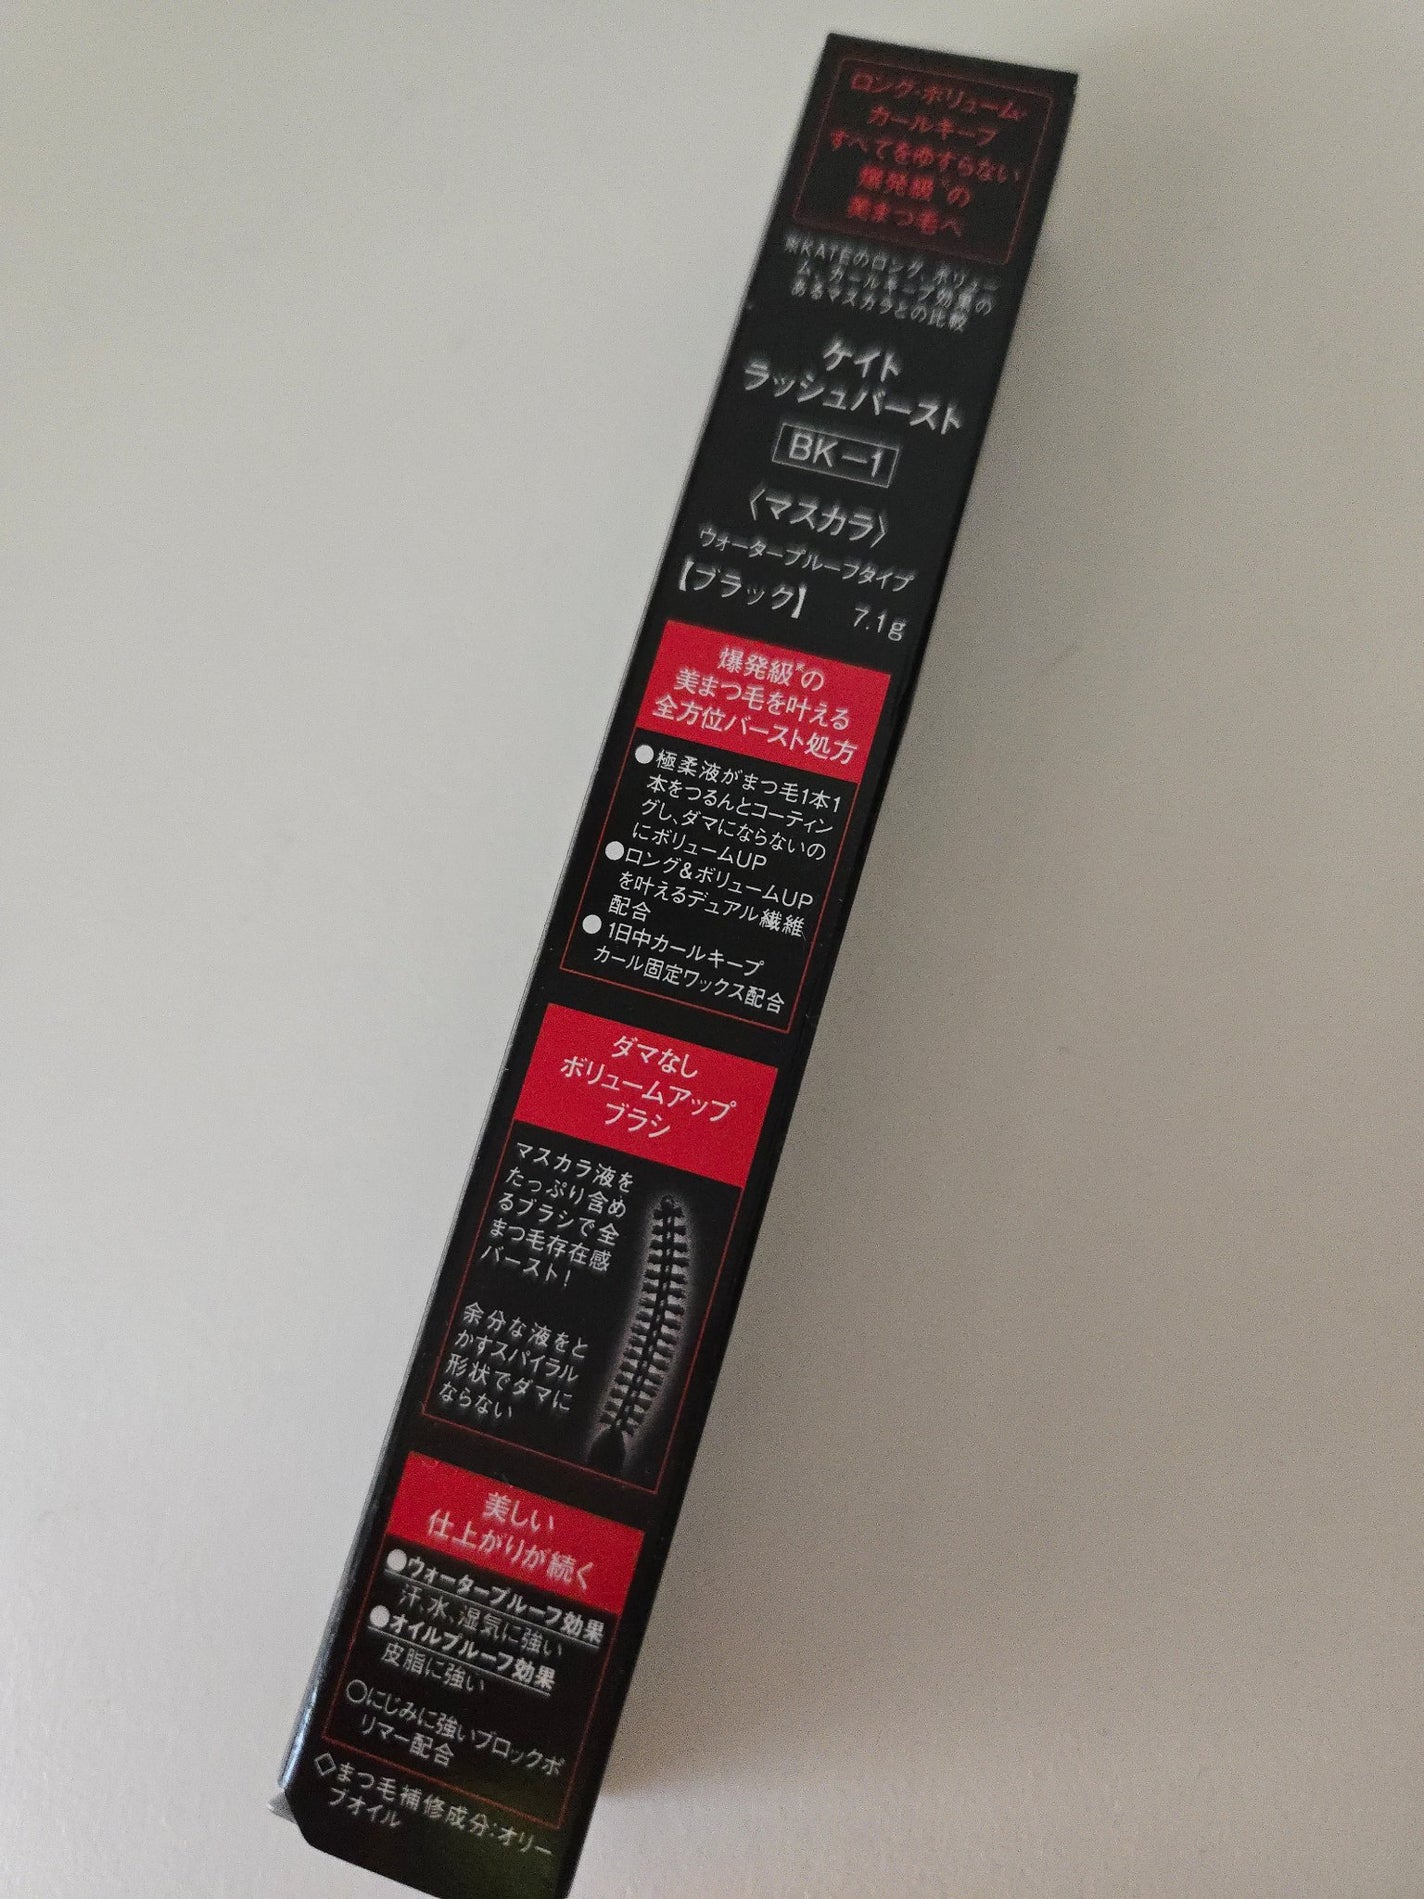 ロング・ボリューム・
カールキープ
すべてをゆずらない
爆発級※の
美まつ毛へ
※KATEのロング、ボリュー
ム、カールキープ効果の
あるマスカラとの比較
ケイト
ラッシュバースト
BK-1
〈マスカラ〉
ウォータープルーフタイプ
【ブラック】 7.1g
爆発級※の
美まつ毛を叶える
全方位バースト処方
●極柔液がまつ毛1本1
本をつるんとコーティン
グし、ダマにならないの
にボリュームUP
●ロング&ボリュームUP
を叶えるデュアル繊維
配合
●1日中カールキープ
カール固定ワックス配合
ダマなし
ボリュームアップ
ブラシ
マスカラ液を
たっぷり含め
るブラシで全
まつ毛存在感
バースト!
余分な液をと
かすスパイラル
形状でダマに
ならない
美しい
仕上がりが続く
●ウォータープルーフ効果
汗、水、湿気に強い
●オイルプルーフ効果
皮脂に強い
○にじみに強いブロックポ
リマー配合
◇まつ毛補修成分:オリー
ブオイル